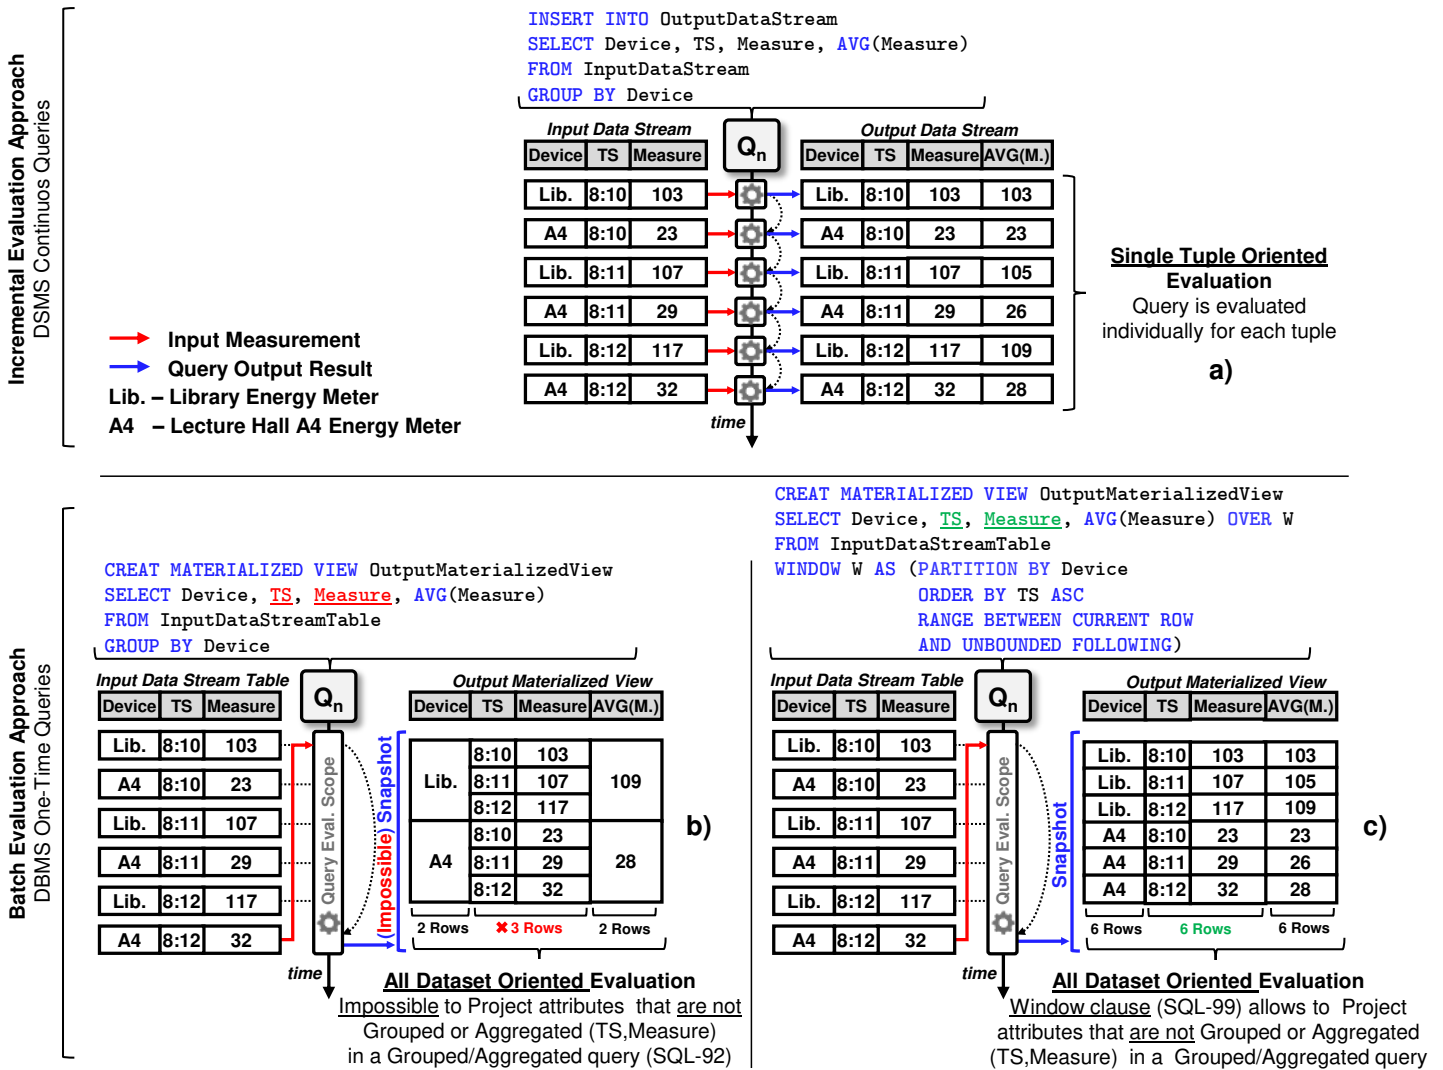 Incremental Evaluation Approach
DSMS Continuos Queries
INSERT INTO OutputDataStream
SELECT Device, TS, Measure, AVG(Measure)
FROM InputDataStream
GROUP BY Device
Input Data Stream
Qn
Output Data Stream
Device TS Measure
Device TS Measure AVG(M.)
Lib. 8:10 103
Lib. 8:10 103 103
A4 8:10 23
A4 8:10 23 23
Lib. 8:11 107
Lib. 8:11 107 105
A4 8:11 29
A4 8:11 29 26
Lib. 8:12 117
Lib. 8:12 117 109
A4 8:12 32
A4 8:12 32 28
time
Single Tuple Oriented
Evaluation
Query is evaluated
individually for each tuple
a)
Input Measurement
Query Output Result
Lib. – Library Energy Meter
A4 – Lecture Hall A4 Energy Meter
Batch Evaluation Approach
DBMS One-Time Queries
CREAT MATERIALIZED VIEW OutputMaterializedView
SELECT Device, TS, Measure, AVG(Measure)
FROM InputDataStreamTable
GROUP BY Device
Input Data Stream Table
Qn
Output Materialized View
Device TS Measure
Device TS Measure AVG(M.)
Lib. 8:10 103
A4 8:10 23
Lib. 8:11 107
A4 8:11 29
Lib. 8:12 117
A4 8:12 32
Query Eval. Scope
time
(Impossible) Snapshot
Lib.
8:10 103
8:11 107
8:12 117
109
A4
8:10 23
8:11 29
8:12 32
28
2 Rows
✖ 3 Rows
2 Rows
b)
All Dataset Oriented Evaluation
Impossible to Project attributes that are not
Grouped or Aggregated (TS,Measure)
in a Grouped/Aggregated query (SQL-92)
CREAT MATERIALIZED VIEW OutputMaterializedView
SELECT Device, TS, Measure, AVG(Measure) OVER W
FROM InputDataStreamTable
WINDOW W AS (PARTITION BY Device
ORDER BY TS ASC
RANGE BETWEEN CURRENT ROW
AND UNBOUNDED FOLLOWING)
Input Data Stream Table
Qn
Output Materialized View
Device TS Measure
Device TS Measure AVG(M.)
Lib. 8:10 103
A4 8:10 23
Lib. 8:11 107
A4 8:11 29
Lib. 8:12 117
A4 8:12 32
Query Eval. Scope
time
Snapshot
Lib. 8:10 103 103
Lib. 8:11 107 105
Lib. 8:12 117 109
A4 8:10 23 23
A4 8:11 29 26
A4 8:12 32 28
6 Rows
6 Rows
6 Rows
c)
All Dataset Oriented Evaluation
Window clause (SQL-99) allows to Project
attributes that are not Grouped or Aggregated
(TS,Measure) in a Grouped/Aggregated query